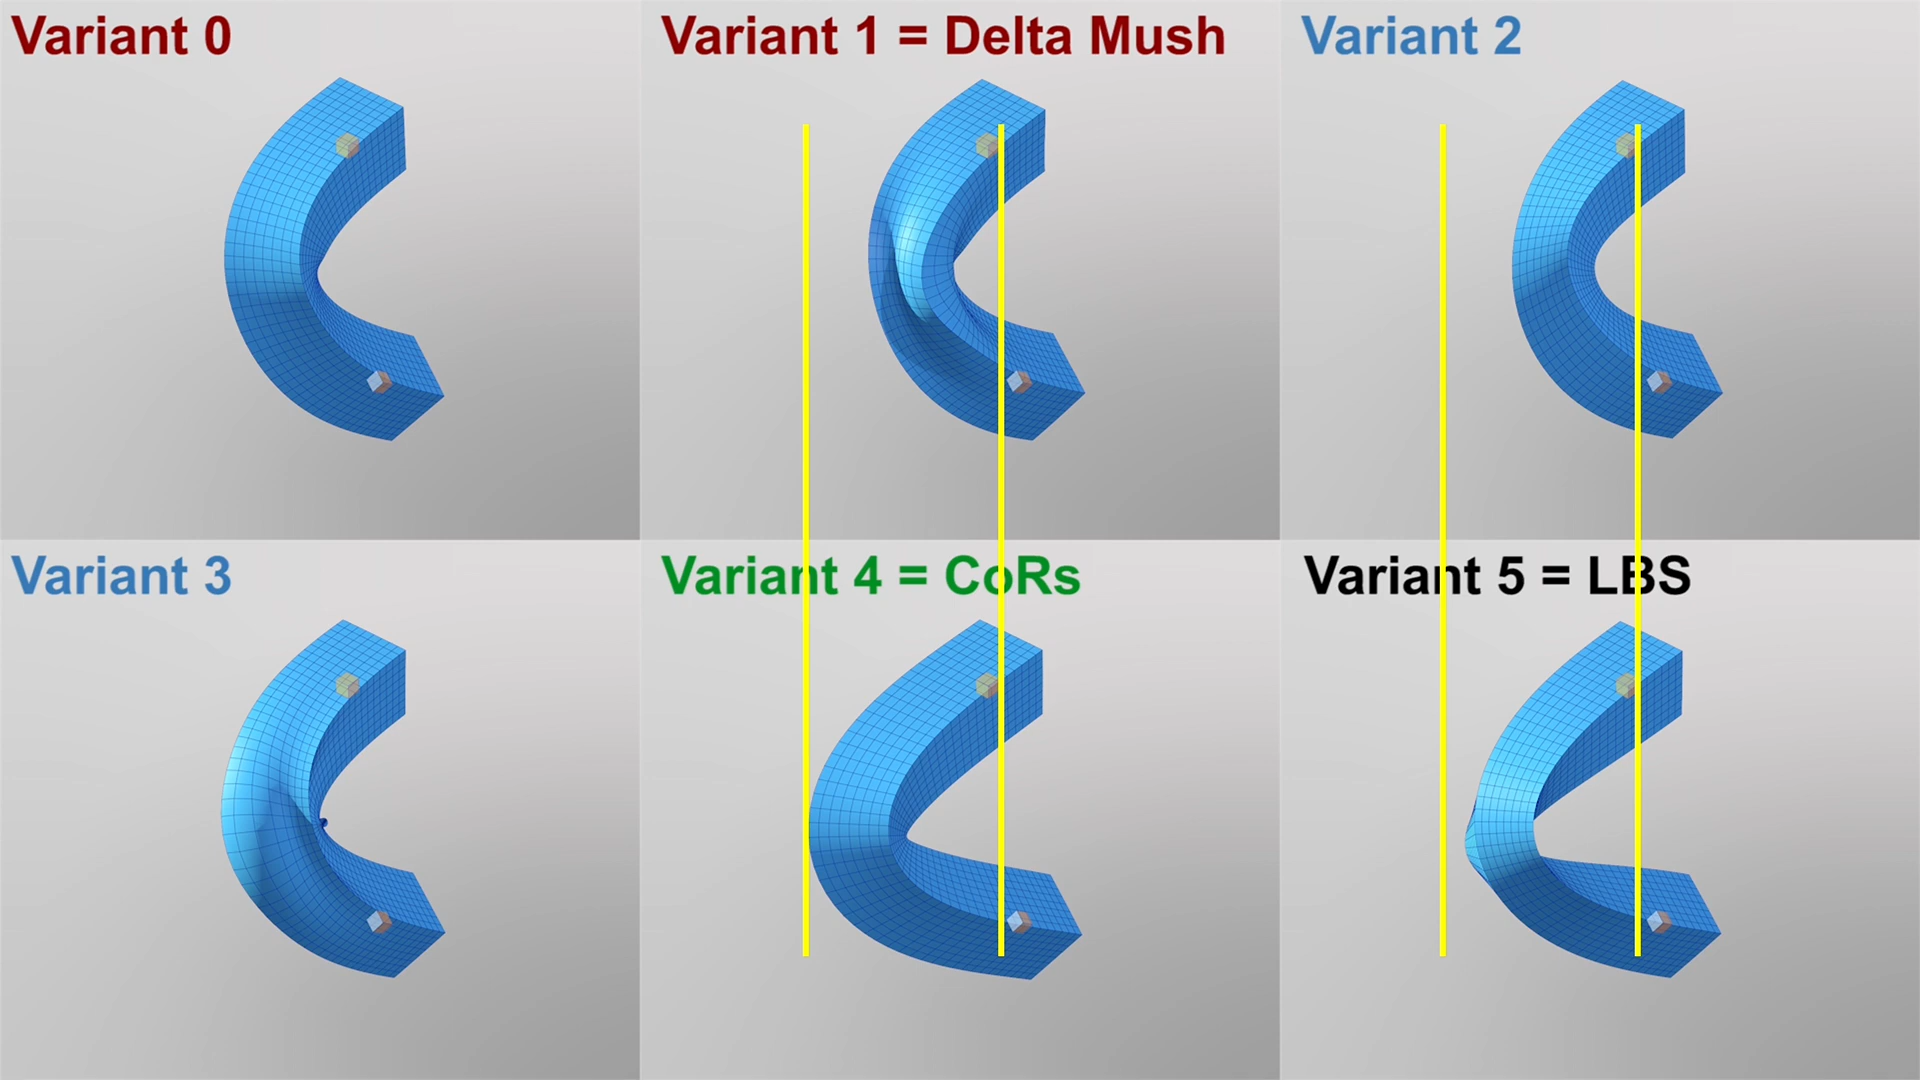 Variant 0
Variant 1 = Delta Mush
Variant 2
Variant 3
Variant 4 = CoRs
Variant 5 = LBS